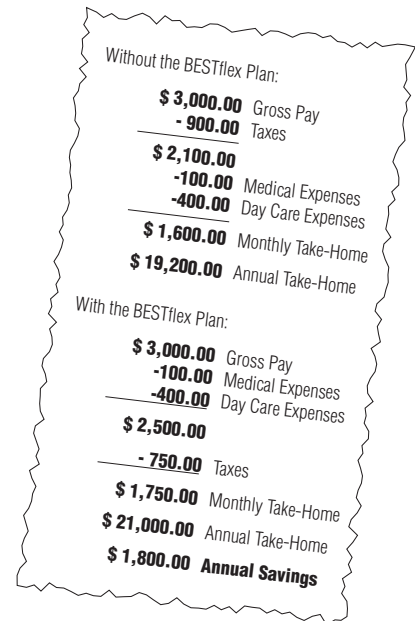 Without the BESTflex Plan:
$ 3,000.00 Gross Pay
- 900.00 Taxes
$ 2,100.00
-100.00 Medical Expenses
-400.00 Day Care Expenses
$ 1,600.00 Monthly Take-Home
$ 19,200.00 Annual Take-Home
With the BESTflex Plan:
$ 3,000.00 Gross Pay
-100.00 Medical Expenses
-400.00 Day Care Expenses
$ 2,500.00
- 750.00 Taxes
$ 1,750.00 Monthly Take-Home
$ 21,000.00 Annual Take-Home
$ 1,800.00 Annual Savings